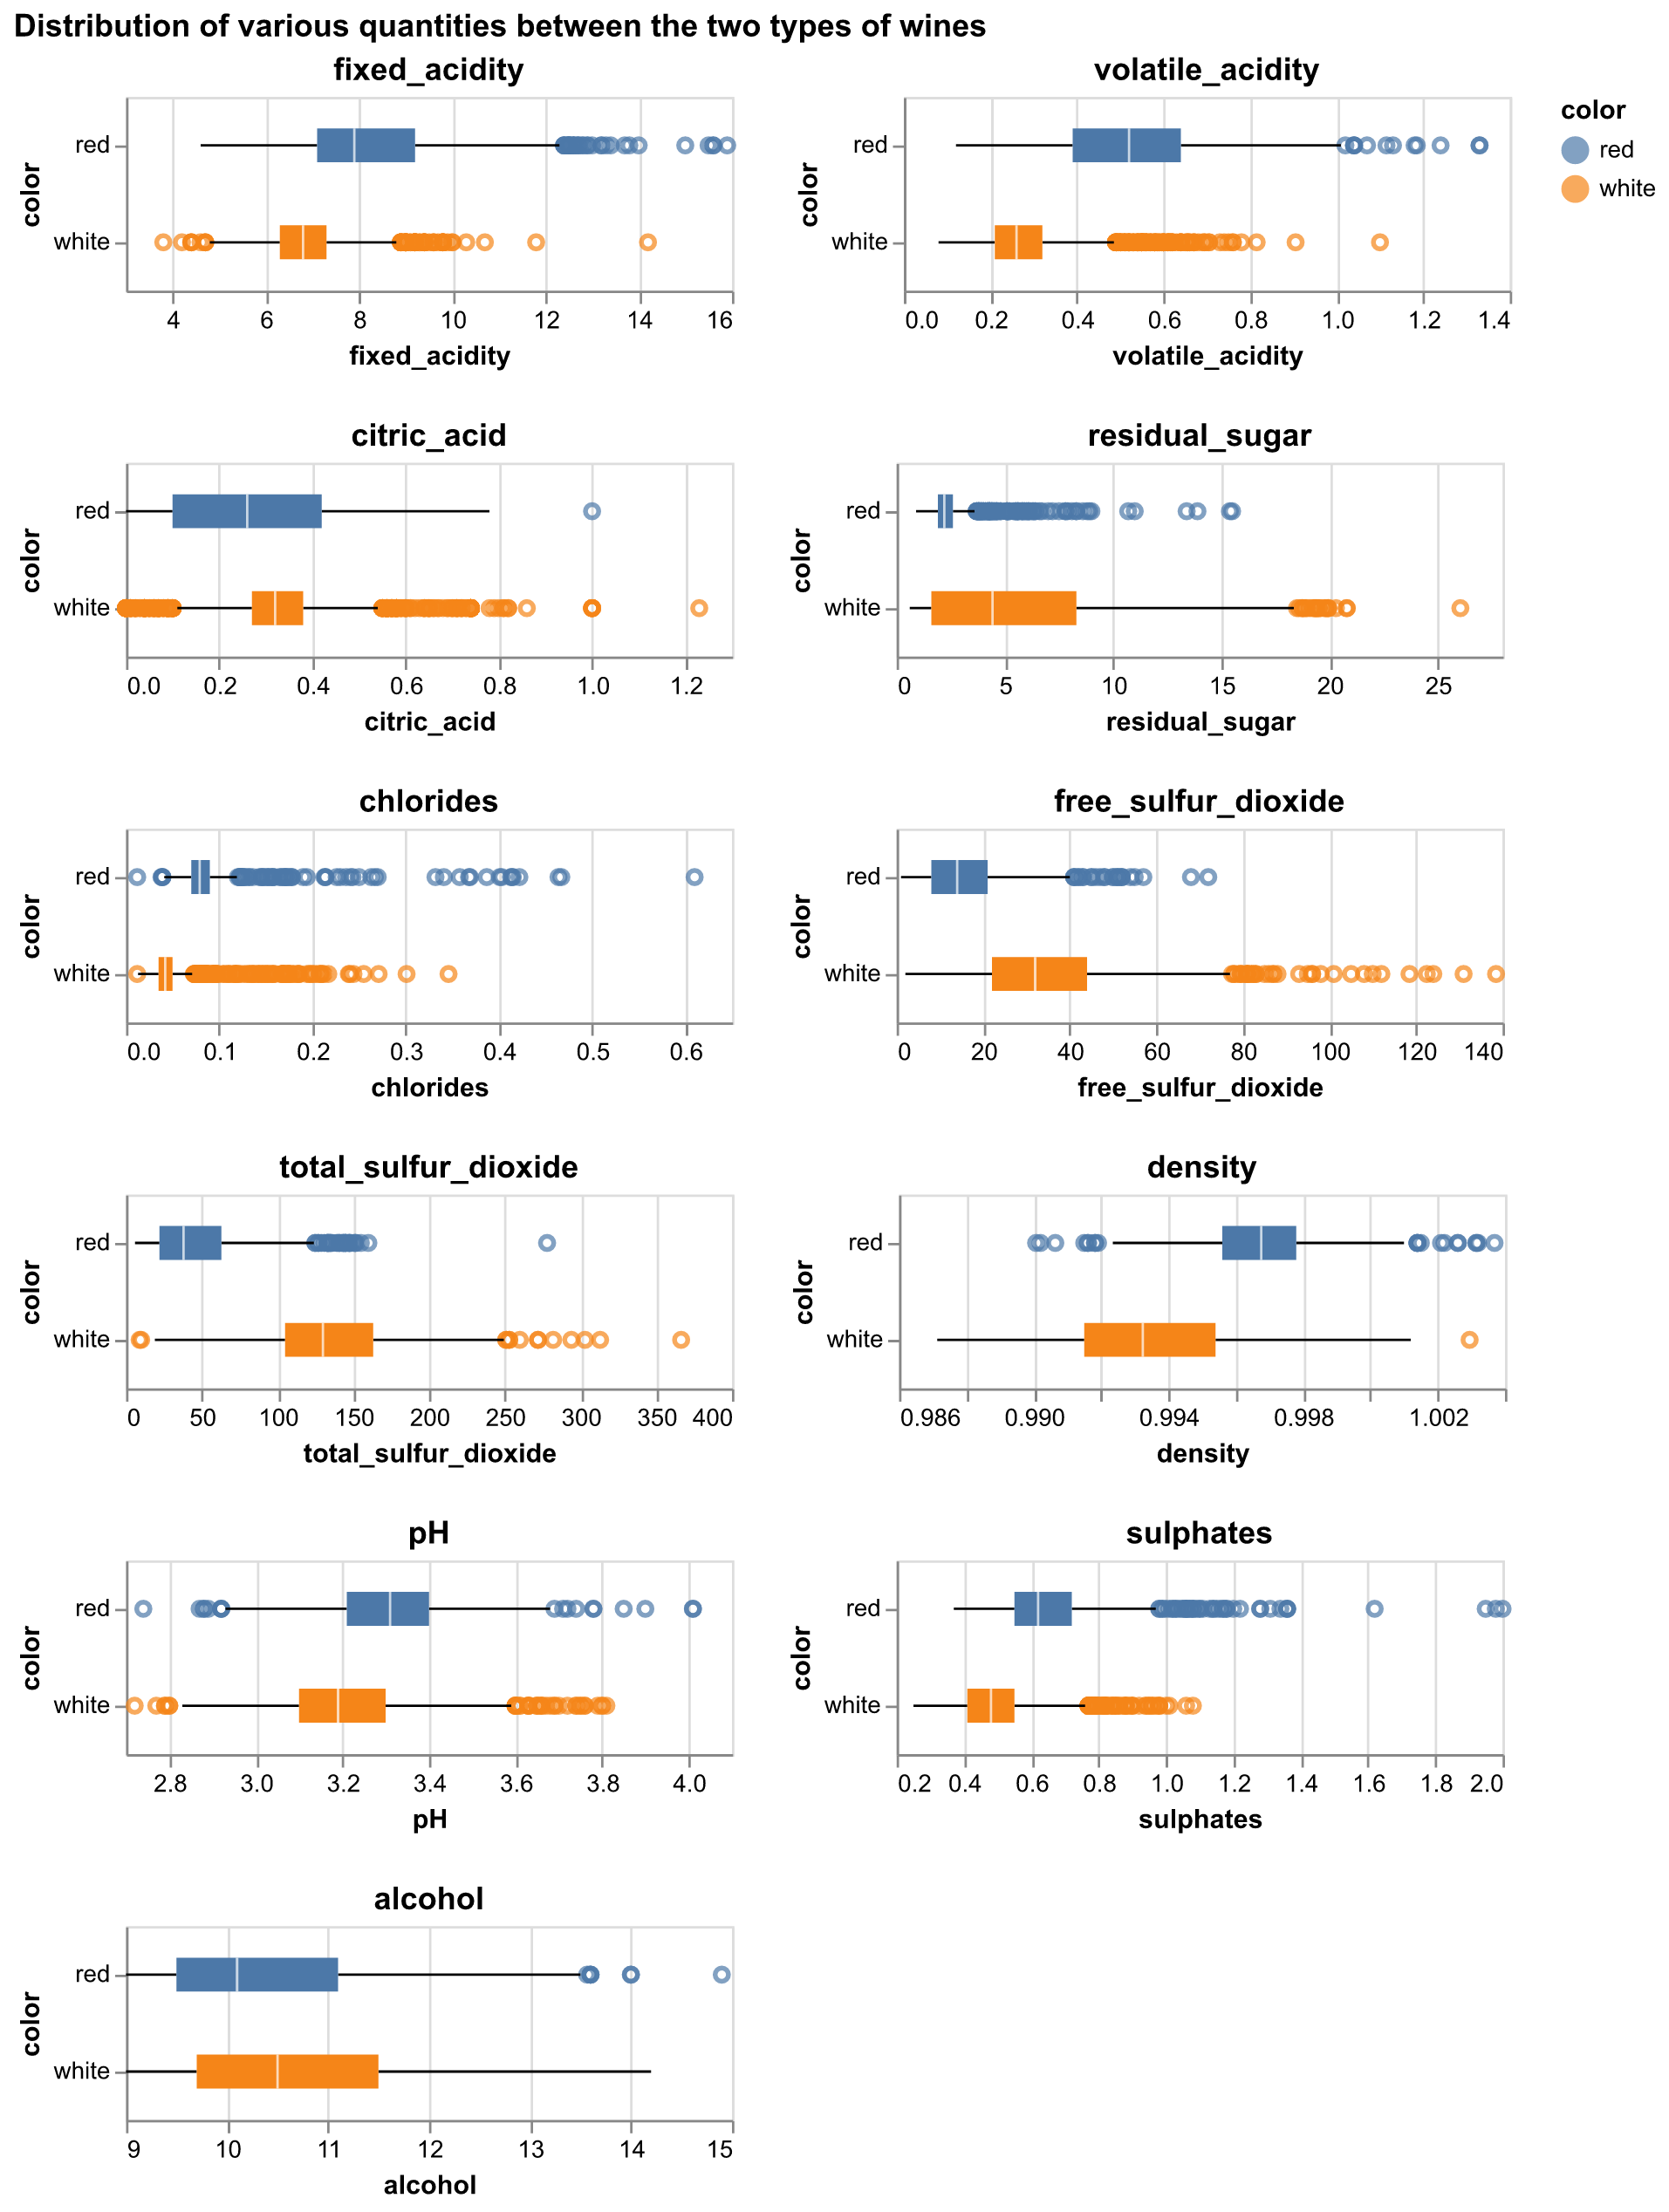 Distribution of various quantities between the two types of wines
fixed_acidity
color
red
white
4 6 8 10 12 14 16
fixed_acidity
volatile_acidity
color
red
white
0.0 0.2 0.4 0.6 0.8 1.0 1.2 1.4
volatile_acidity
color
red
white
citric_acid
color
red
white
0.0 0.2 0.4 0.6 0.8 1.0 1.2
citric_acid
residual_sugar
color
red
white
0 5 10 15 20 25
residual_sugar
chlorides
color
red
white
0.0 0.1 0.2 0.3 0.4 0.5 0.6
chlorides
free_sulfur_dioxide
color
red
white
0 20 40 60 80 100 120 140
free_sulfur_dioxide
total_sulfur_dioxide
color
red
white
0 50 100 150 200 250 300 350 400
total_sulfur_dioxide
density
color
red
white
0.986 0.990 0.994 0.998 1.002
density
pH
color
red
white
2.8 3.0 3.2 3.4 3.6 3.8 4.0
pH
sulphates
color
red
white
0.2 0.4 0.6 0.8 1.0 1.2 1.4 1.6 1.8 2.0
sulphates
alcohol
color
red
white
9 10 11 12 13 14 15
alcohol